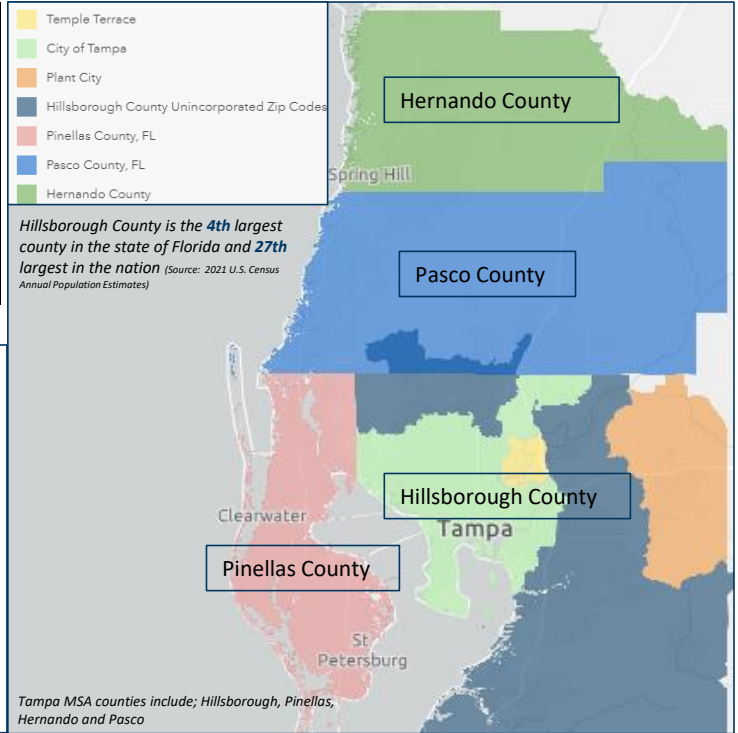 Temple Terrace
City of Tampa
Plant City
Hillsborough County Unincorporated Zip Codes
Pinellas County, FL
Pasco County, FL
Hernando County
Hillsborough County is the 4th largest
county in the state of Florida and 27th
largest in the nation (Source: 2021 U.S. Census
Annual Population Estimates)
Hernando County
Spring Hill
Pasco County
Hillsborough County
Tampa
Clearwater
Pinellas County
St
Petersburg
Tampa MSA counties include; Hillsborough, Pinellas,
Hernando and Pasco